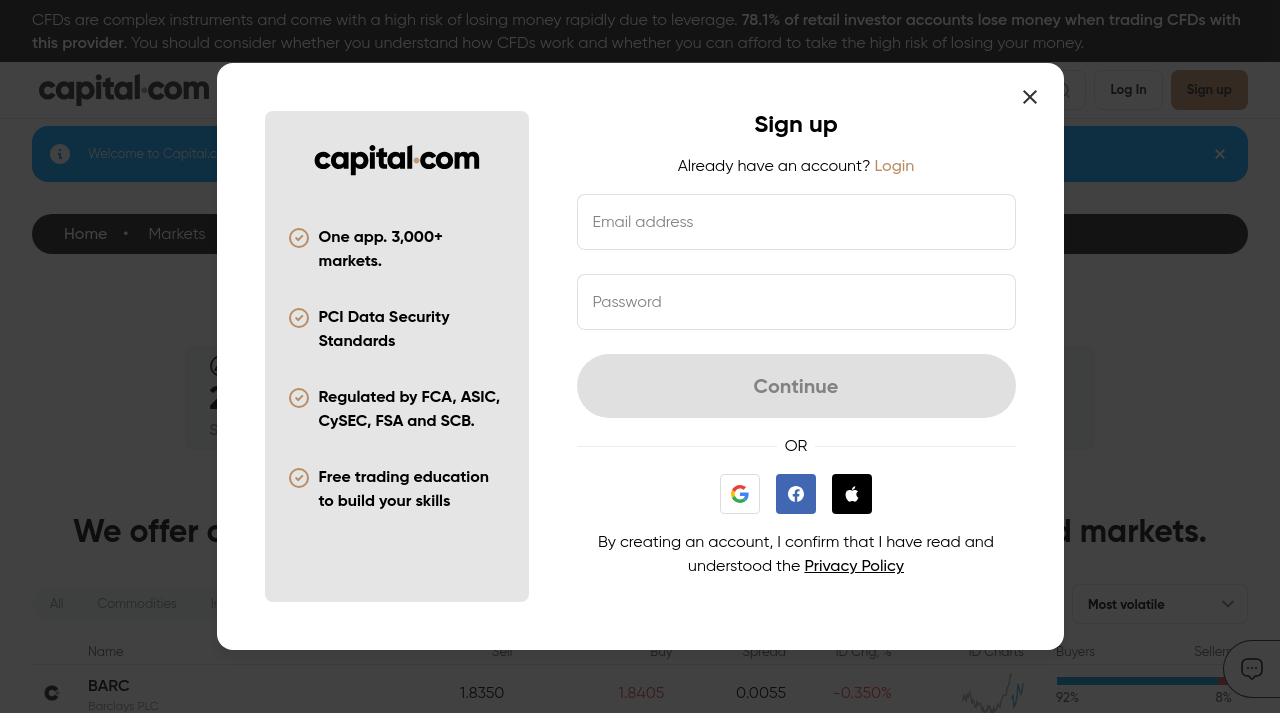 CFDs are complex instruments and come with a high risk of losing money rapidly due to leverage. 78.1% of retail investor accounts lose money when trading CFDs with
this provider. You should consider whether you understand how CFDs work and whether you can afford to take the high risk of losing your money.
capital.com
Log In
Sign up
Welcome to Capital.c
Home • Markets
We offer
d markets.
All
Commodities
Most volatile
Name
Sell
Buy
Spread
1D Chg, %
1D Charts
Buyers
Sellers
BARC
1.8350
1.8405
0.0055
-0.350%
92%
8%
Barclays PLC
capital.com
One app. 3,000+
markets.
PCI Data Security
Standards
Regulated by FCA, ASIC,
CySEC, FSA and SCB.
Free trading education
to build your skills
Sign up
Already have an account? Login
Email address
Password
Continue
OR
By creating an account, I confirm that I have read and
understood the Privacy Policy